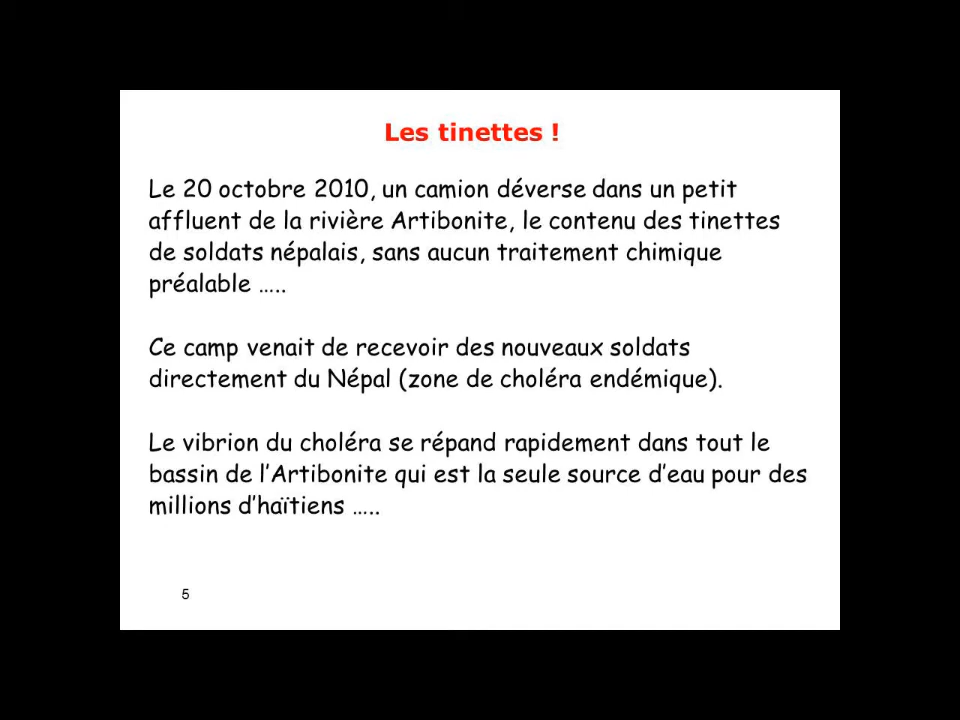 Les tinettes !
Le 20 octobre 2010, un camion déverse dans un petit
affluent de la rivière Artibonite, le contenu des tinettes
de soldats népalais, sans aucun traitement chimique
préalable …..
Ce camp venait de recevoir des nouveaux soldats
directement du Népal (zone de choléra endémique).
Le vibrion du choléra se répand rapidement dans tout le
bassin de l’Artibonite qui est la seule source d’eau pour des
millions d’haïtiens …..
5